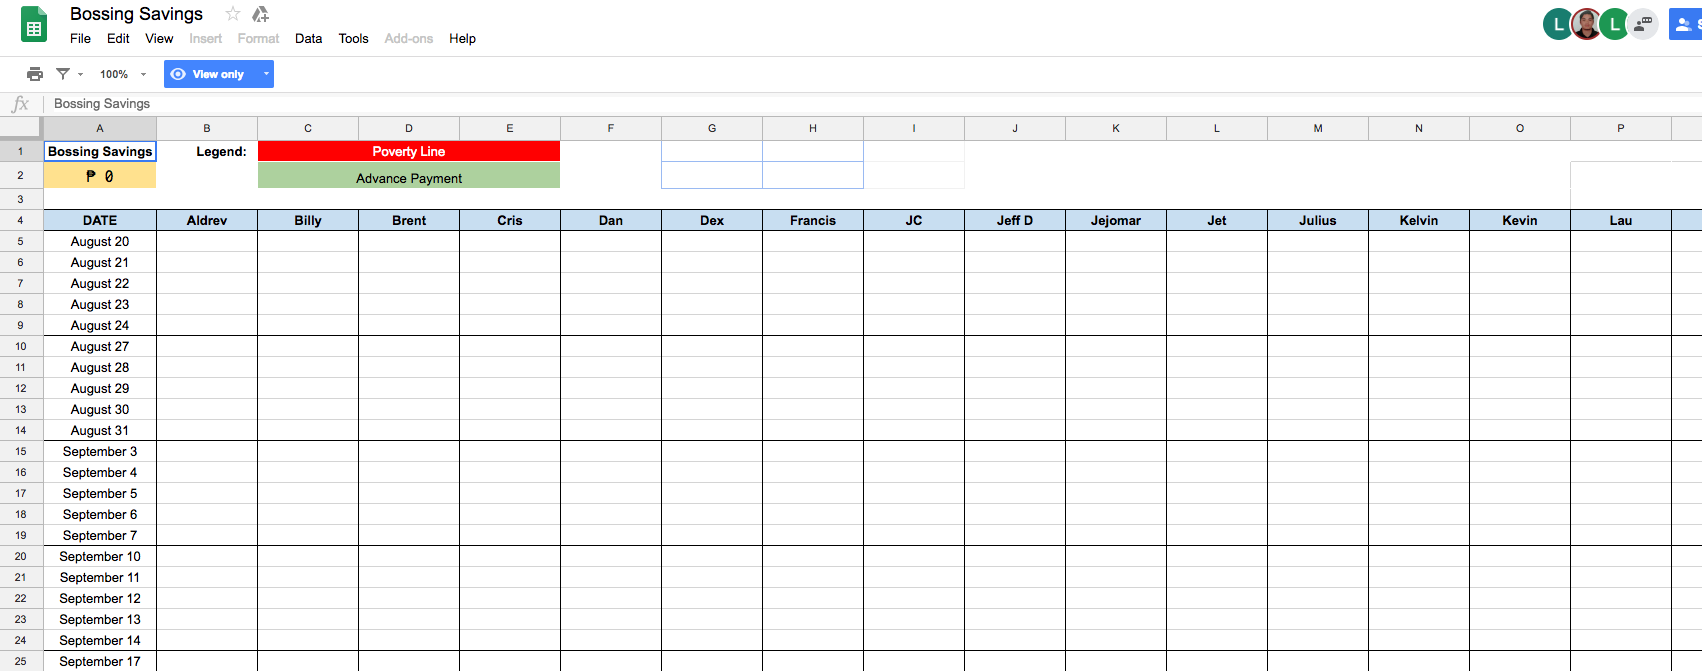 Bossing Savings
File Edit View Insert Format Data Tools Add-ons Help
L L
100% View only
fx Bossing Savings
A B C D E F G H I J K L M N O P
1 Bossing Savings Legend: Poverty Line
2 ₱ 0 Advance Payment
3
4 DATE Aldrev Billy Brent Cris Dan Dex Francis JC Jeff D Jejomar Jet Julius Kelvin Kevin Lau
5 August 20
6 August 21
7 August 22
8 August 23
9 August 24
10 August 27
11 August 28
12 August 29
13 August 30
14 August 31
15 September 3
16 September 4
17 September 5
18 September 6
19 September 7
20 September 10
21 September 11
22 September 12
23 September 13
24 September 14
25 September 17